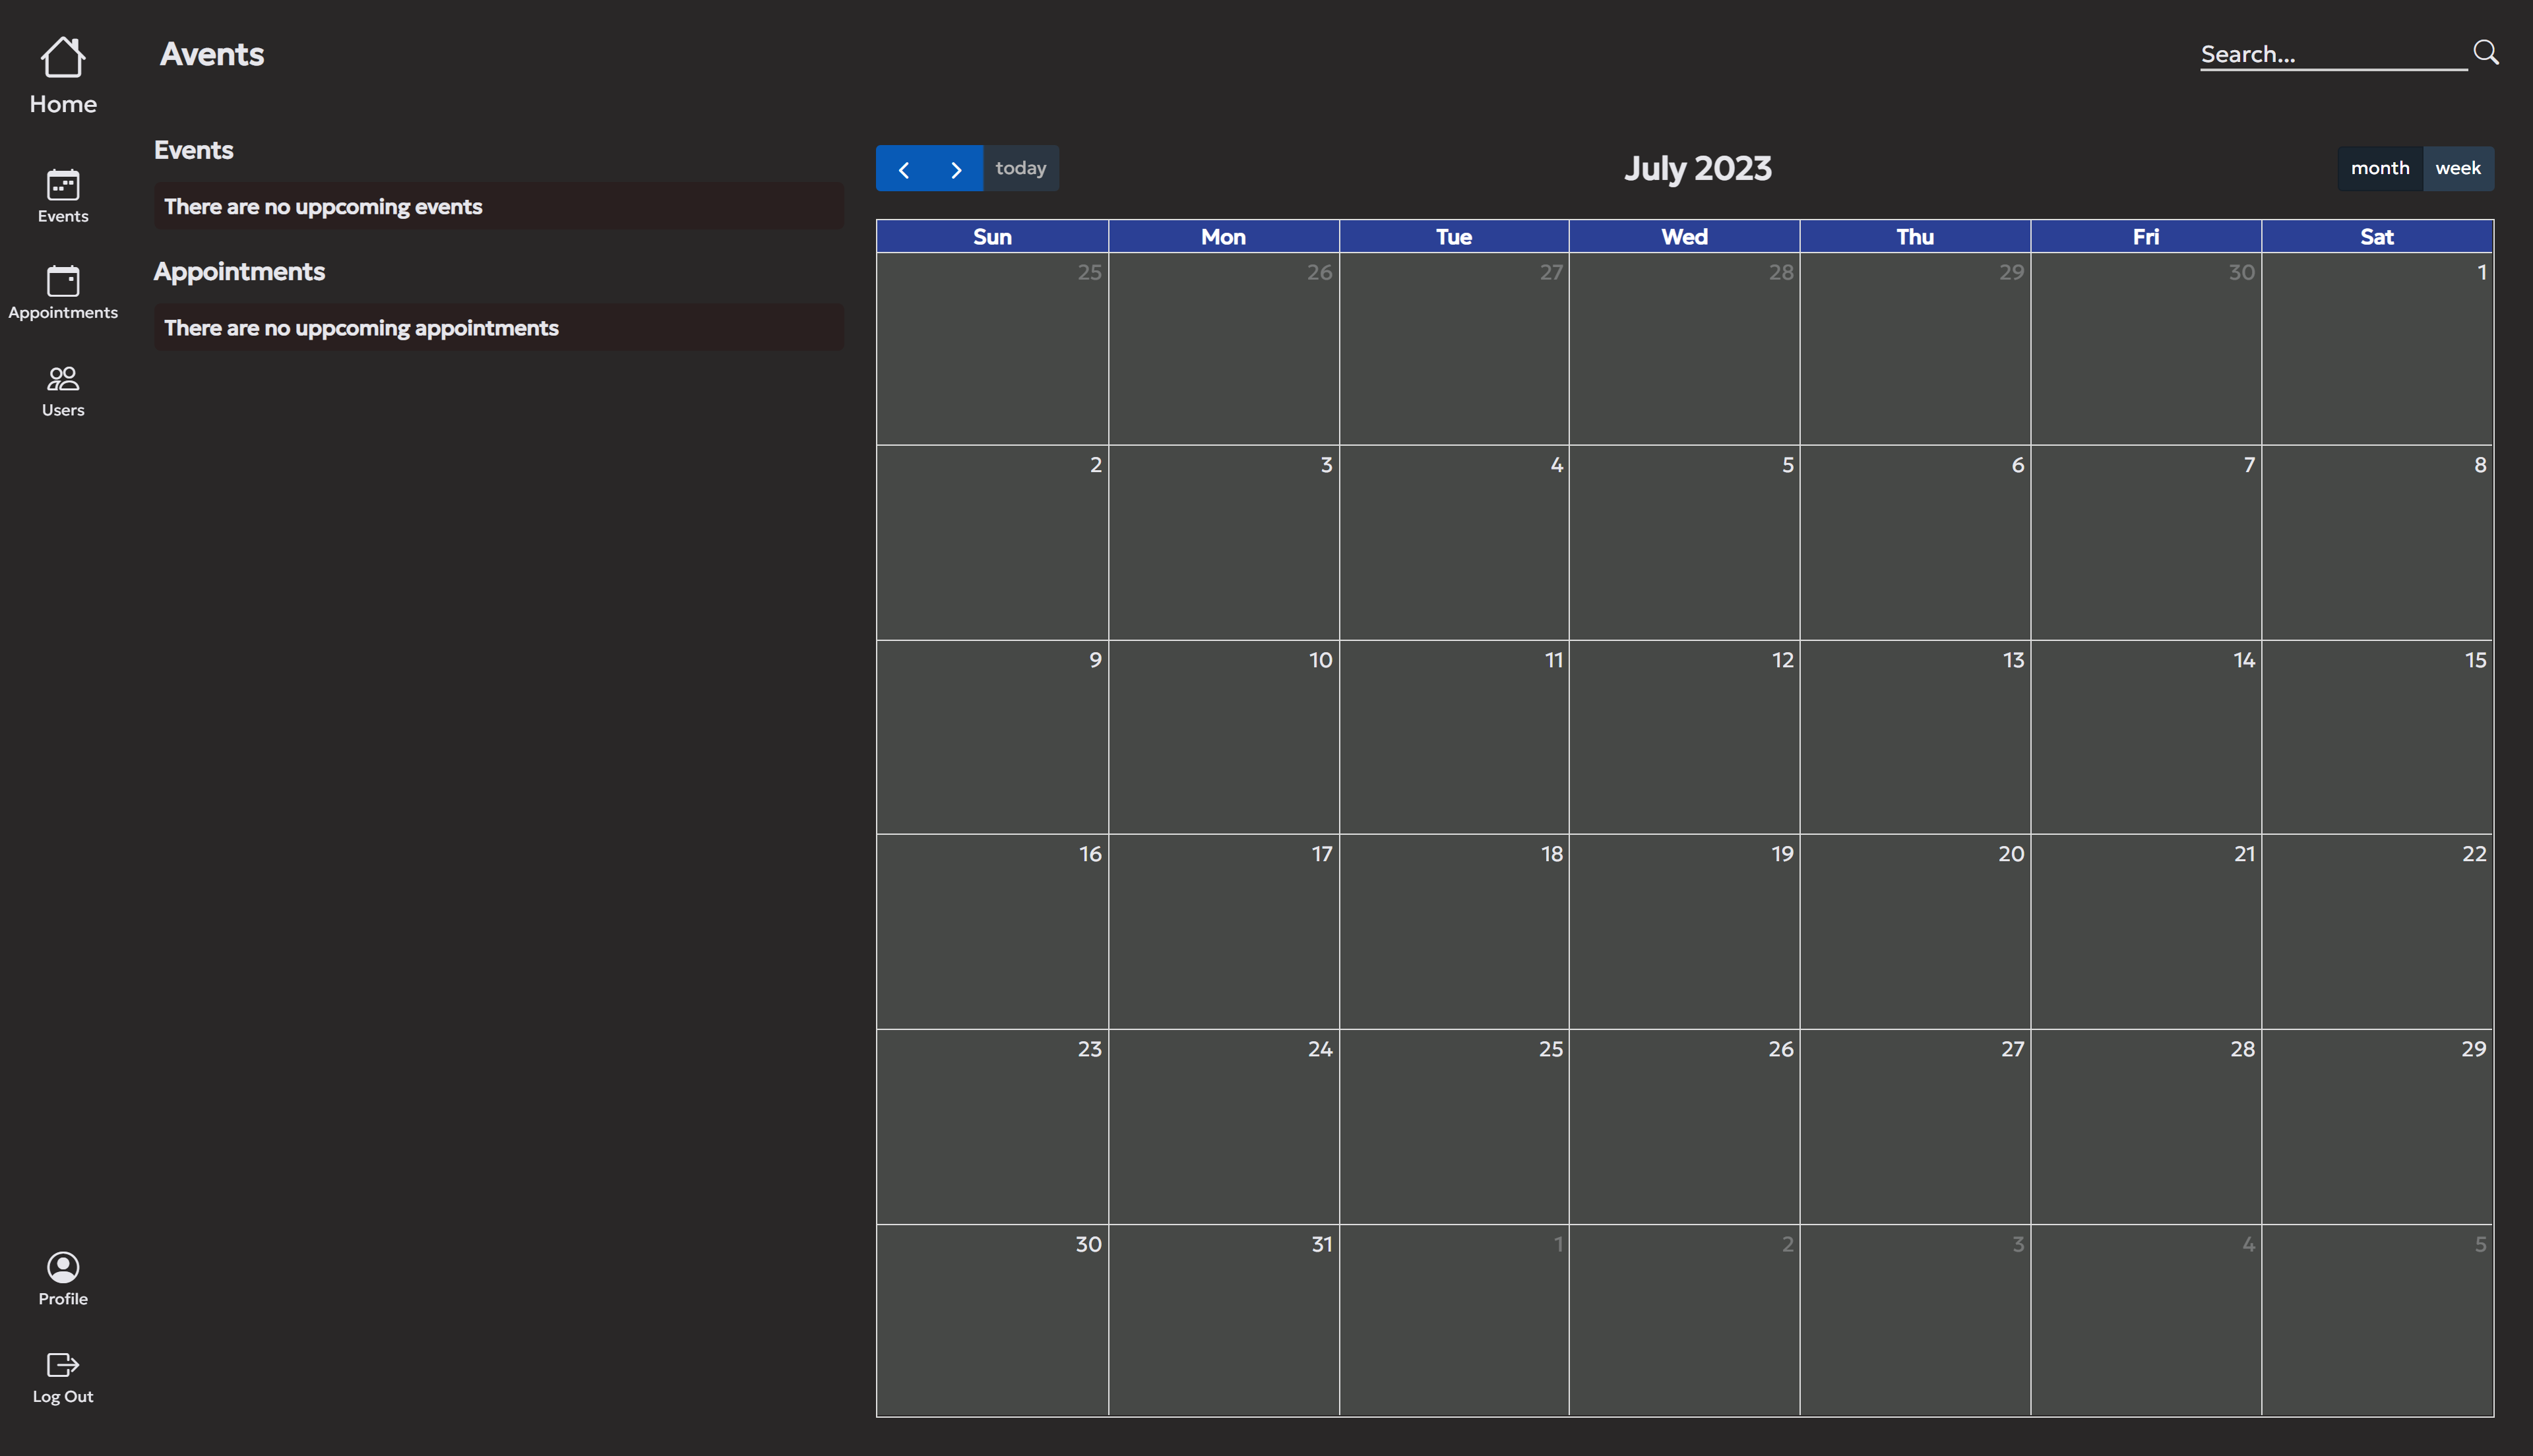 Home
Events
Appointments
Users
Profile
Log Out
Avents
Search...
Events
There are no uppcoming events
Appointments
There are no uppcoming appointments
today
July 2023
month week
Sun Mon Tue Wed Thu Fri Sat
25 26 27 28 29 30 1
2 3 4 5 6 7 8
9 10 11 12 13 14 15
16 17 18 19 20 21 22
23 24 25 26 27 28 29
30 31 1 2 3 4 5